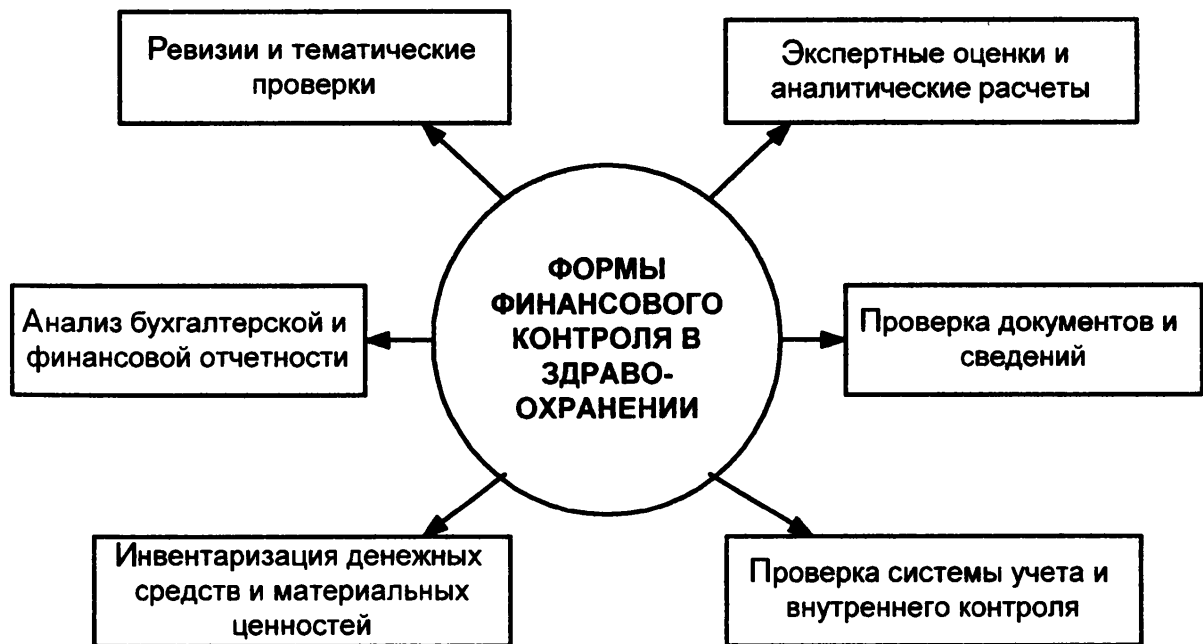 Ревизии и тематические
проверки
Экспертные оценки и
аналитические расчеты
ФОРМЫ
ФИНАНСОВОГО
КОНТРОЛЯ В
ЗДРАВО-
ОХРАНЕНИИ
Анализ бухгалтерской и
финансовой отчетности
Проверка документов и
сведений
Инвентаризация денежных
средств и материальных
ценностей
Проверка системы учета и
внутреннего контроля